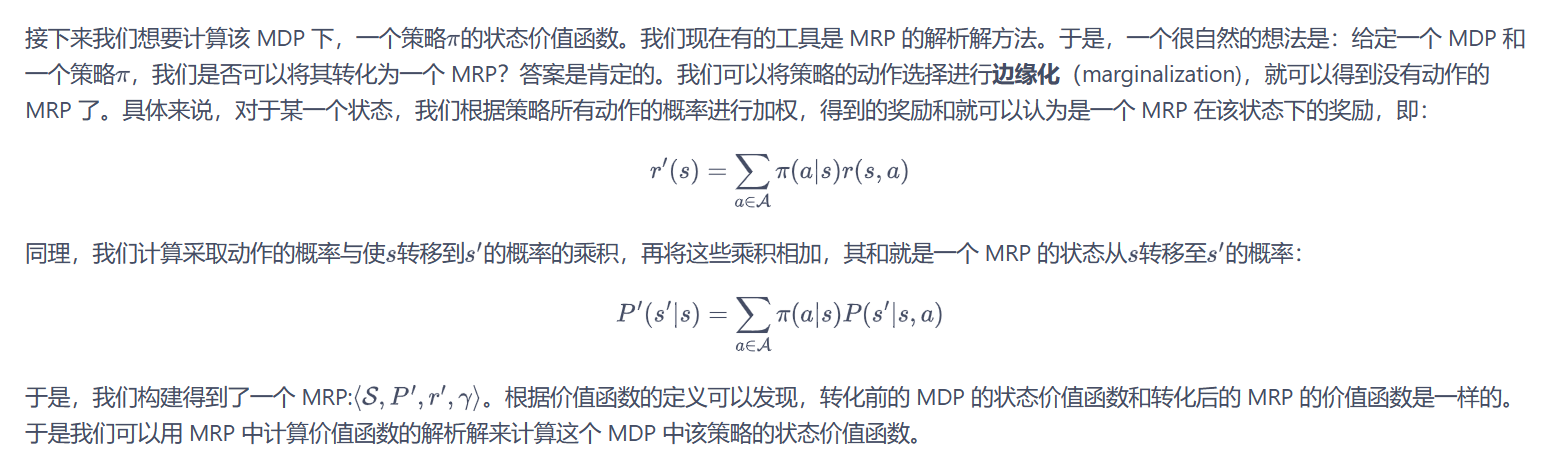 接下来我们想要计算该 MDP 下，一个策略π的状态价值函数。我们现在有的工具是 MRP 的解析解方法。于是，一个很自然的想法是：给定一个 MDP 和
一个策略π，我们是否可以将其转化为一个 MRP？答案是肯定的。我们可以将策略的动作选择进行边缘化（marginalization)，就可以得到没有动作的
MRP 了。具体来说，对于某一个状态，我们根据策略所有动作的概率进行加权，得到的奖励和就可以认为是一个 MRP 在该状态下的奖励，即：
r′(s) = ∑_{a∈𝒜} π(a|s)r(s, a)
同理，我们计算采取动作的概率与使s转移到s′的概率的乘积，再将这些乘积相加，其和就是一个 MRP 的状态从s转移至s′的概率：
P′(s′|s) = ∑_{a∈𝒜} π(a|s)P(s′|s, a)
于是，我们构建得到了一个 MRP:⟨𝒮, P′, r′, γ⟩。根据价值函数的定义可以发现，转化前的 MDP 的状态价值函数和转化后的 MRP 的价值函数是一样的。
于是我们可以用 MRP 中计算价值函数的解析解来计算这个 MDP 中该策略的状态价值函数。